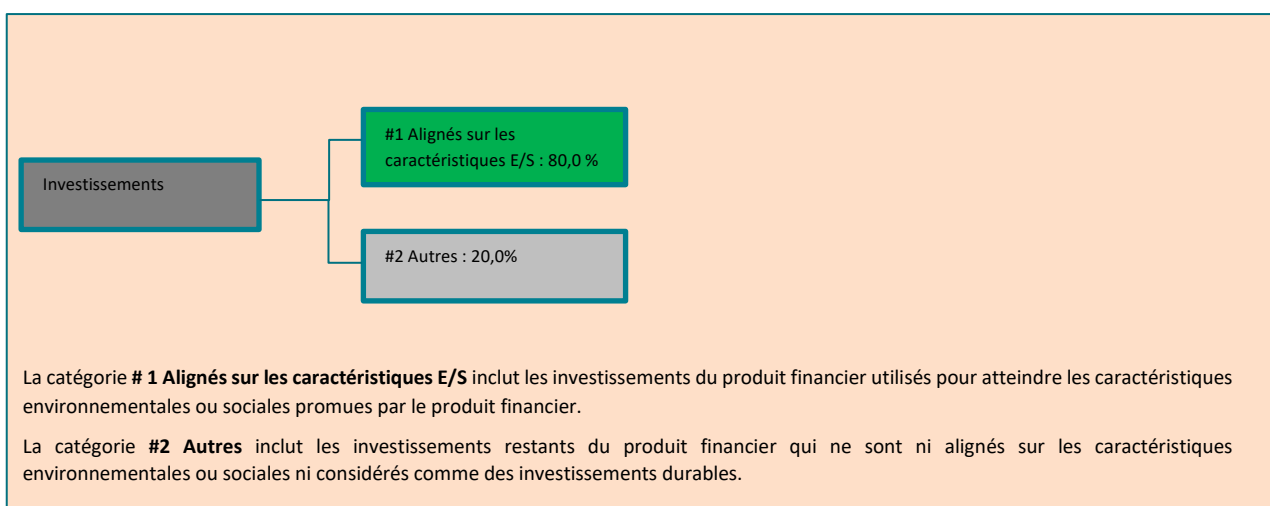 #1 Alignés sur les
caractéristiques E/S : 80,0 %
Investissements
#2 Autres : 20,0%
La catégorie # 1 Alignés sur les caractéristiques E/S inclut les investissements du produit financier utilisés pour atteindre les caractéristiques
environnementales ou sociales promues par le produit financier.
La catégorie #2 Autres inclut les investissements restants du produit financier qui ne sont ni alignés sur les caractéristiques
environnementales ou sociales ni considérés comme des investissements durables.